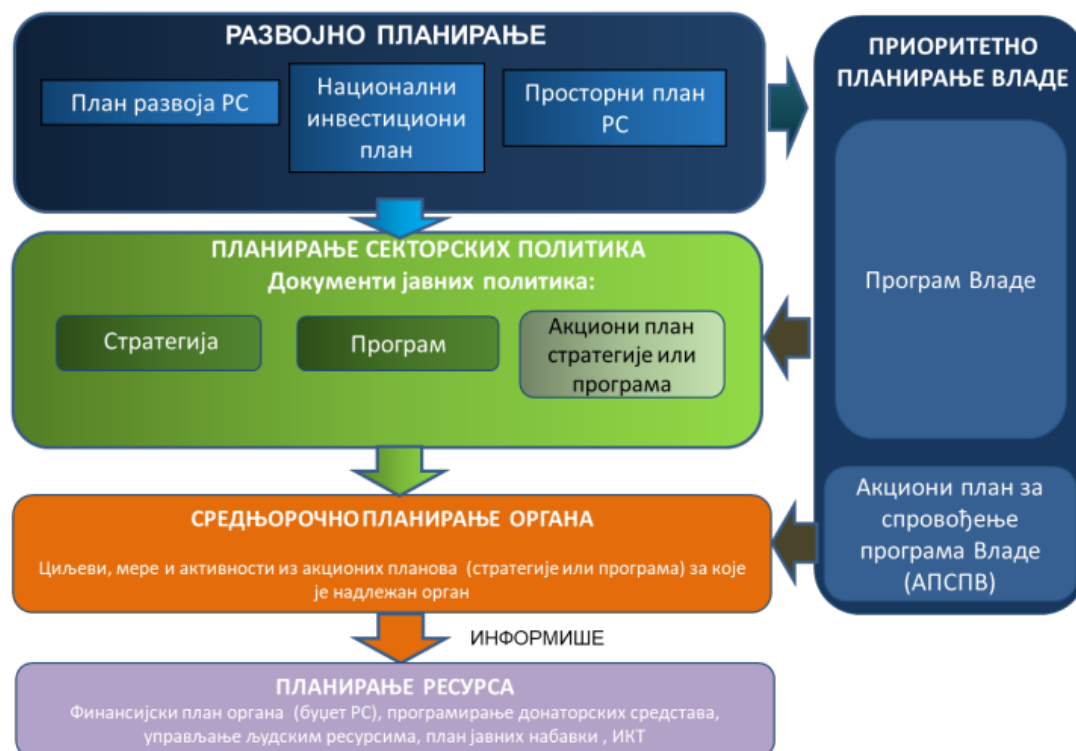 РАЗВОЈНО ПЛАНИРАЊЕ
План развоја РС
Национални
инвестициони
план
Просторни план
РС
ПРИОРИТЕТНО
ПЛАНИРАЊЕ ВЛАДЕ
Програм Владе
Акциони план за
спровођење
програма Владе
(АПСПВ)
ПЛАНИРАЊЕ СЕКТОРСКИХ ПОЛИТИКА
Документи јавних политика:
Стратегија
Програм
Акциони план
стратегије или
програма
СРЕДЊОРОЧНО ПЛАНИРАЊЕ ОРГАНА
Циљеви, мере и активности из акционих планова (стратегије или програма) за које
је надлежан орган
ИНФОРМИШЕ
ПЛАНИРАЊЕ РЕСУРСА
Финансијски план органа (буџет РС), програмирање донаторских средстава,
управљање људским ресурсима, план јавних набавки , ИКТ